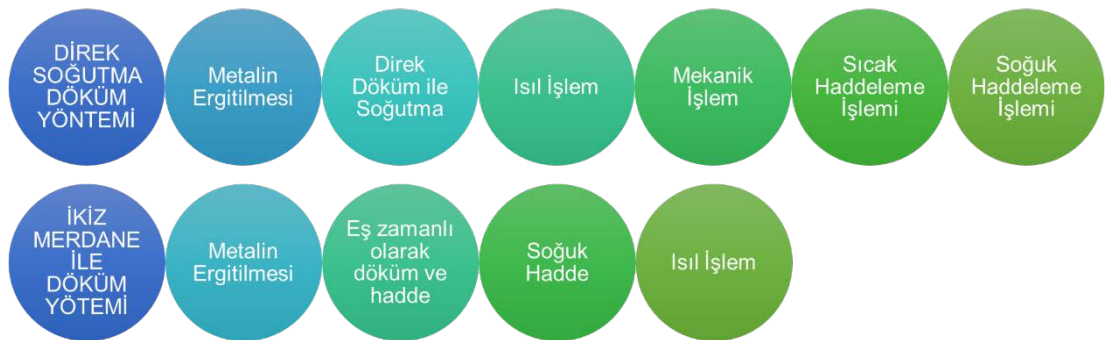 DİREK
SOĞUTMA
DÖKÜM
YÖNTEMİ
Metalin
Ergitilmesi
Direk
Döküm ile
Soğutma
Isıl İşlem
Mekanik
İşlem
Sıcak
Haddeleme
İşlemi
Soğuk
Haddeleme
İşlemi
İKİZ
MERDANE
İLE
DÖKÜM
YÖTEMİ
Metalin
Ergitilmesi
Eş zamanlı
olarak
döküm ve
hadde
Soğuk
Hadde
Isıl İşlem